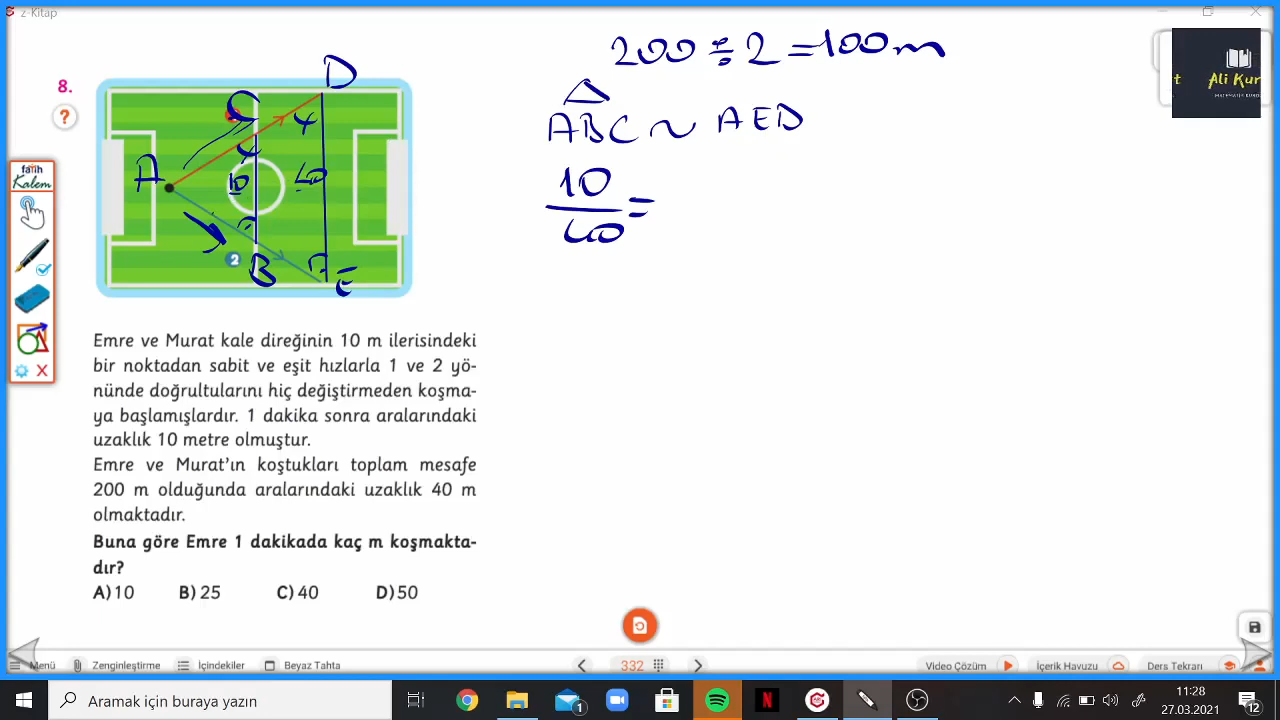 z-Kitap
200 ÷ 2 = 100 m
Ali Kur
8.
?
D
C
ABC ~ AED
fatih
Kalem
A
10
40
10
40
=
2
B
E
Emre ve Murat kale direğinin 10 m ilerisindeki
bir noktadan sabit ve eşit hızlarla 1 ve 2 yö-
nünde doğrultularını hiç değiştirmeden koşma-
ya başlamışlardır. 1 dakika sonra aralarındaki
uzaklık 10 metre olmuştur.
Emre ve Murat'ın koştukları toplam mesafe
200 m olduğunda aralarındaki uzaklık 40 m
olmaktadır.
Buna göre Emre 1 dakikada kaç m koşmakta-
dır?
A) 10 B) 25 C) 40 D) 50
Menü Zenginleştirme İçindekiler Beyaz Tahta 332 Video Çözüm İçerik Havuzu Ders Tekrarı
Aramak için buraya yazın
1
11:28
27.03.2021
12